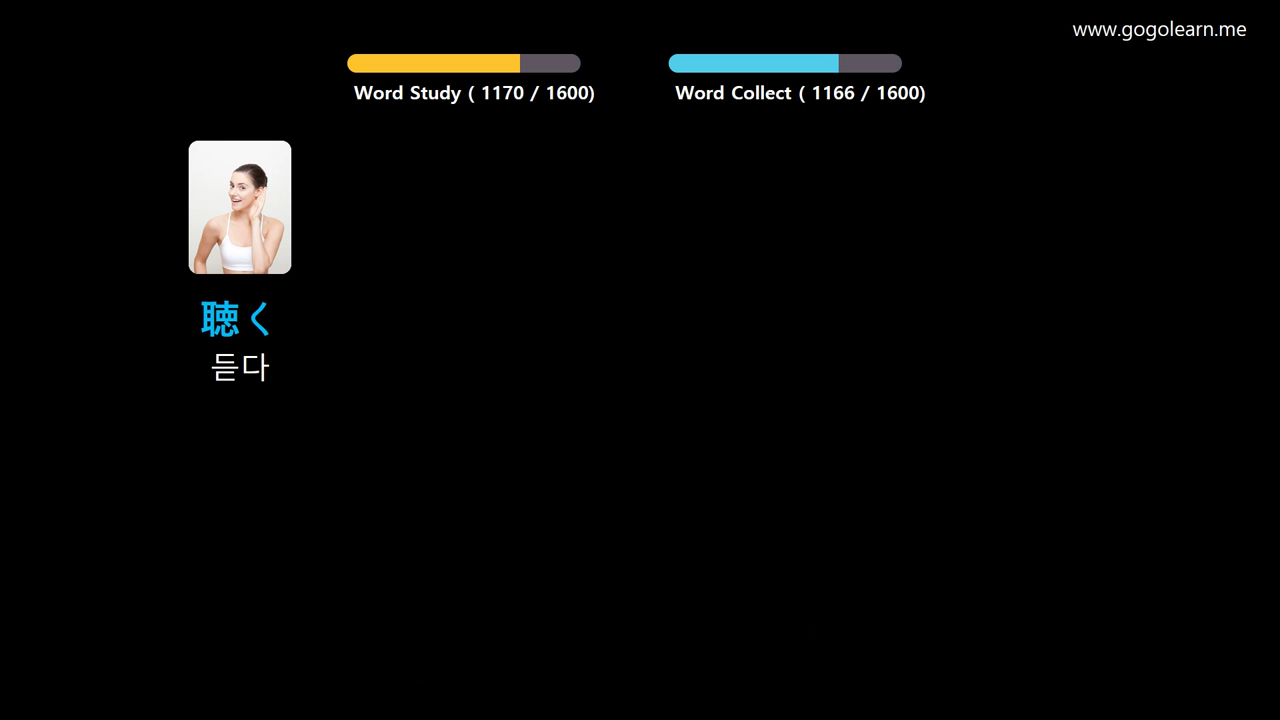 www.gogolearn.me
Word Study ( 1170 / 1600)
Word Collect ( 1166 / 1600)
聴く
듣다